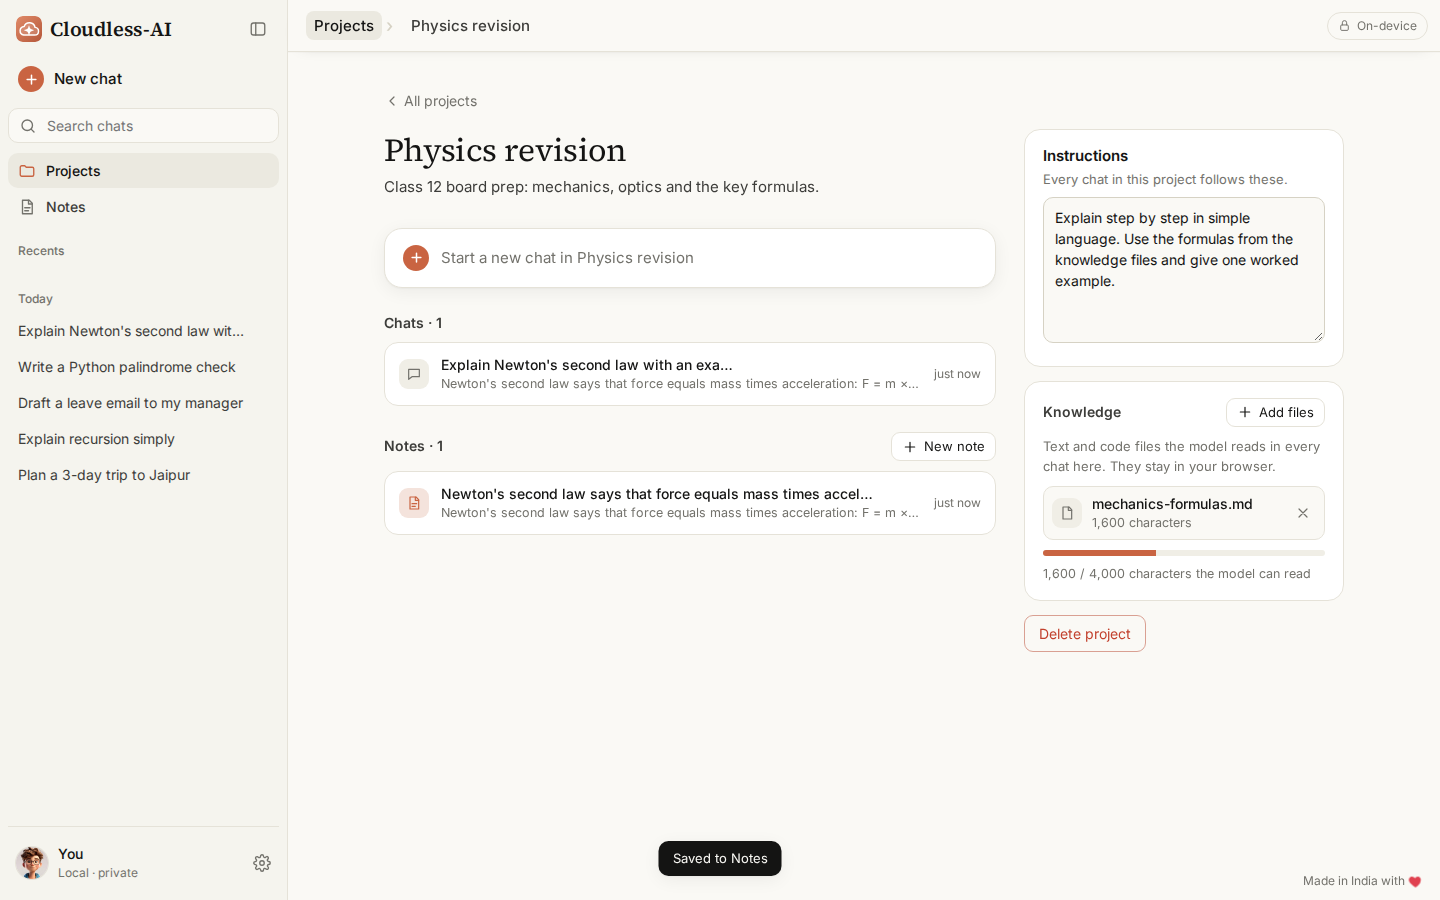 Cloudless-AI
New chat
Search chats
Projects
Notes
Recents
Today
Explain Newton's second law wit...
Write a Python palindrome check
Draft a leave email to my manager
Explain recursion simply
Plan a 3-day trip to Jaipur
You
Local · private
Projects › Physics revision
On-device
All projects
Physics revision
Class 12 board prep: mechanics, optics and the key formulas.
Start a new chat in Physics revision
Chats · 1
Explain Newton's second law with an exa...
Newton's second law says that force equals mass times acceleration: F = m ×...
just now
Notes · 1
New note
Newton's second law says that force equals mass times accel...
Newton's second law says that force equals mass times acceleration: F = m ×...
just now
Instructions
Every chat in this project follows these.
Explain step by step in simple
language. Use the formulas from the
knowledge files and give one worked
example.
Knowledge
Add files
Text and code files the model reads in every
chat here. They stay in your browser.
mechanics-formulas.md
1,600 characters
1,600 / 4,000 characters the model can read
Delete project
Saved to Notes
Made in India with ❤️